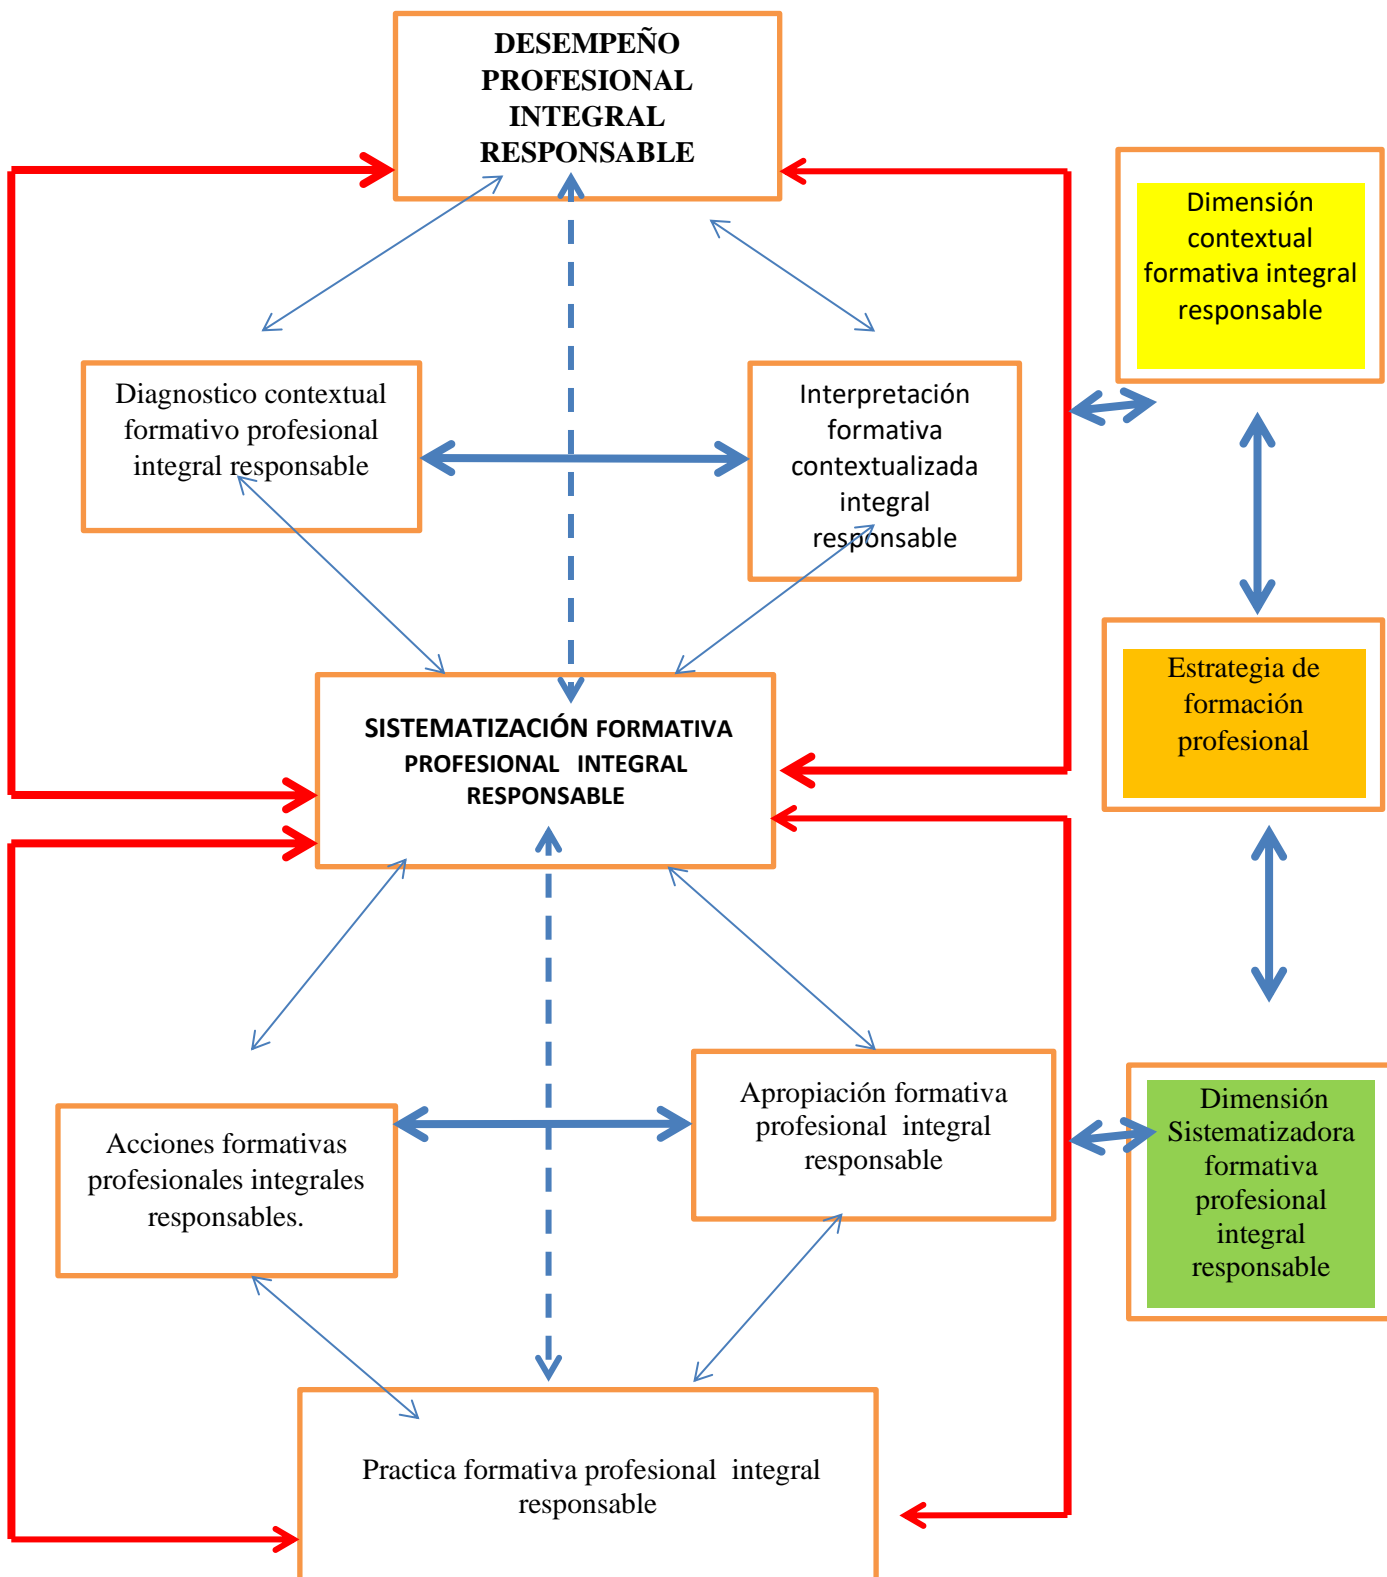 DESEMPEÑO
PROFESIONAL
INTEGRAL
RESPONSABLE
Dimensión
contextual
formativa integral
responsable
Diagnostico contextual
formativo profesional
integral responsable
Interpretación
formativa
contextualizada
integral
responsable
Estrategia de
formación
profesional
SISTEMATIZACIÓN FORMATIVA
PROFESIONAL INTEGRAL
RESPONSABLE
Acciones formativas
profesionales integrales
responsables.
Apropiación formativa
profesional integral
responsable
Dimensión
Sistematizadora
formativa
profesional
integral
responsable
Practica formativa profesional integral
responsable